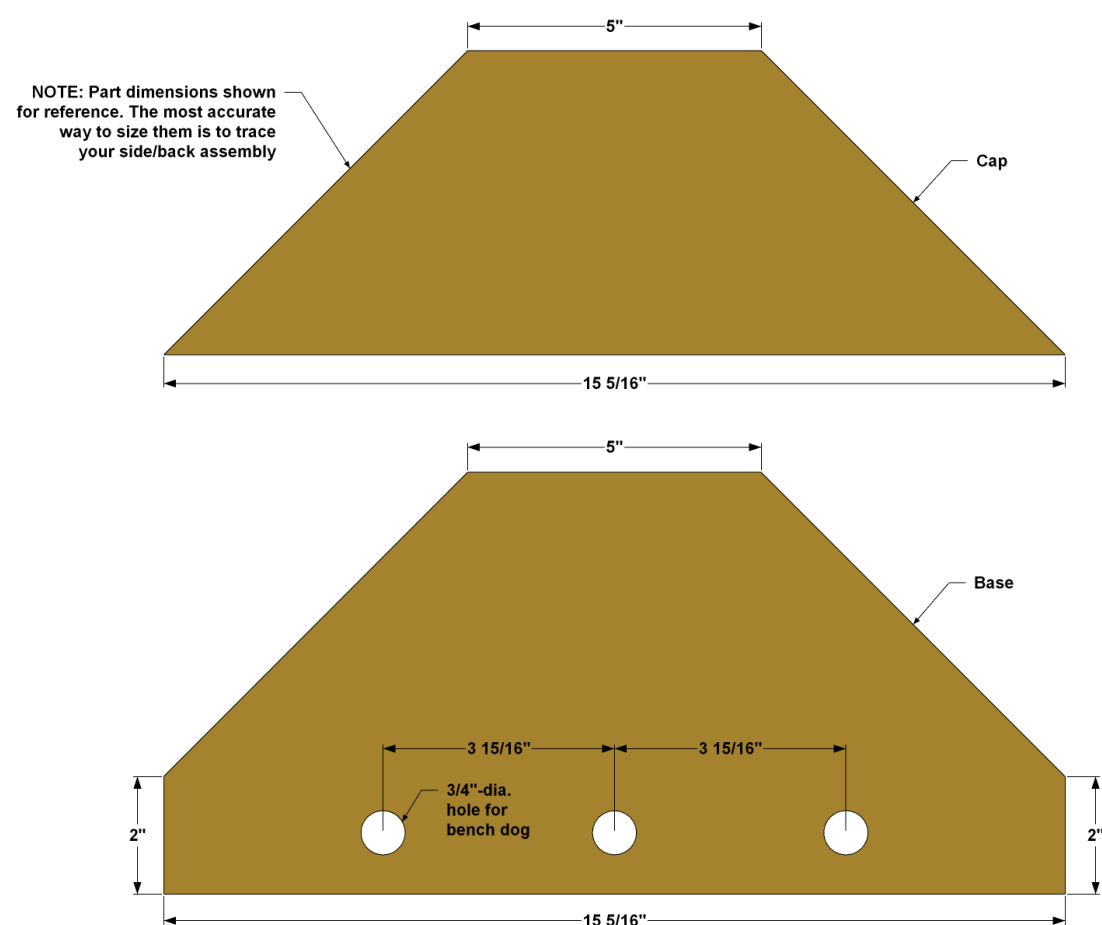 5"
NOTE: Part dimensions shown
for reference. The most accurate
way to size them is to trace
your side/back assembly
Cap
15 5/16"
5"
Base
3 15/16"
3 15/16"
3/4"-dia.
hole for
bench dog
2"
2"
15 5/16"